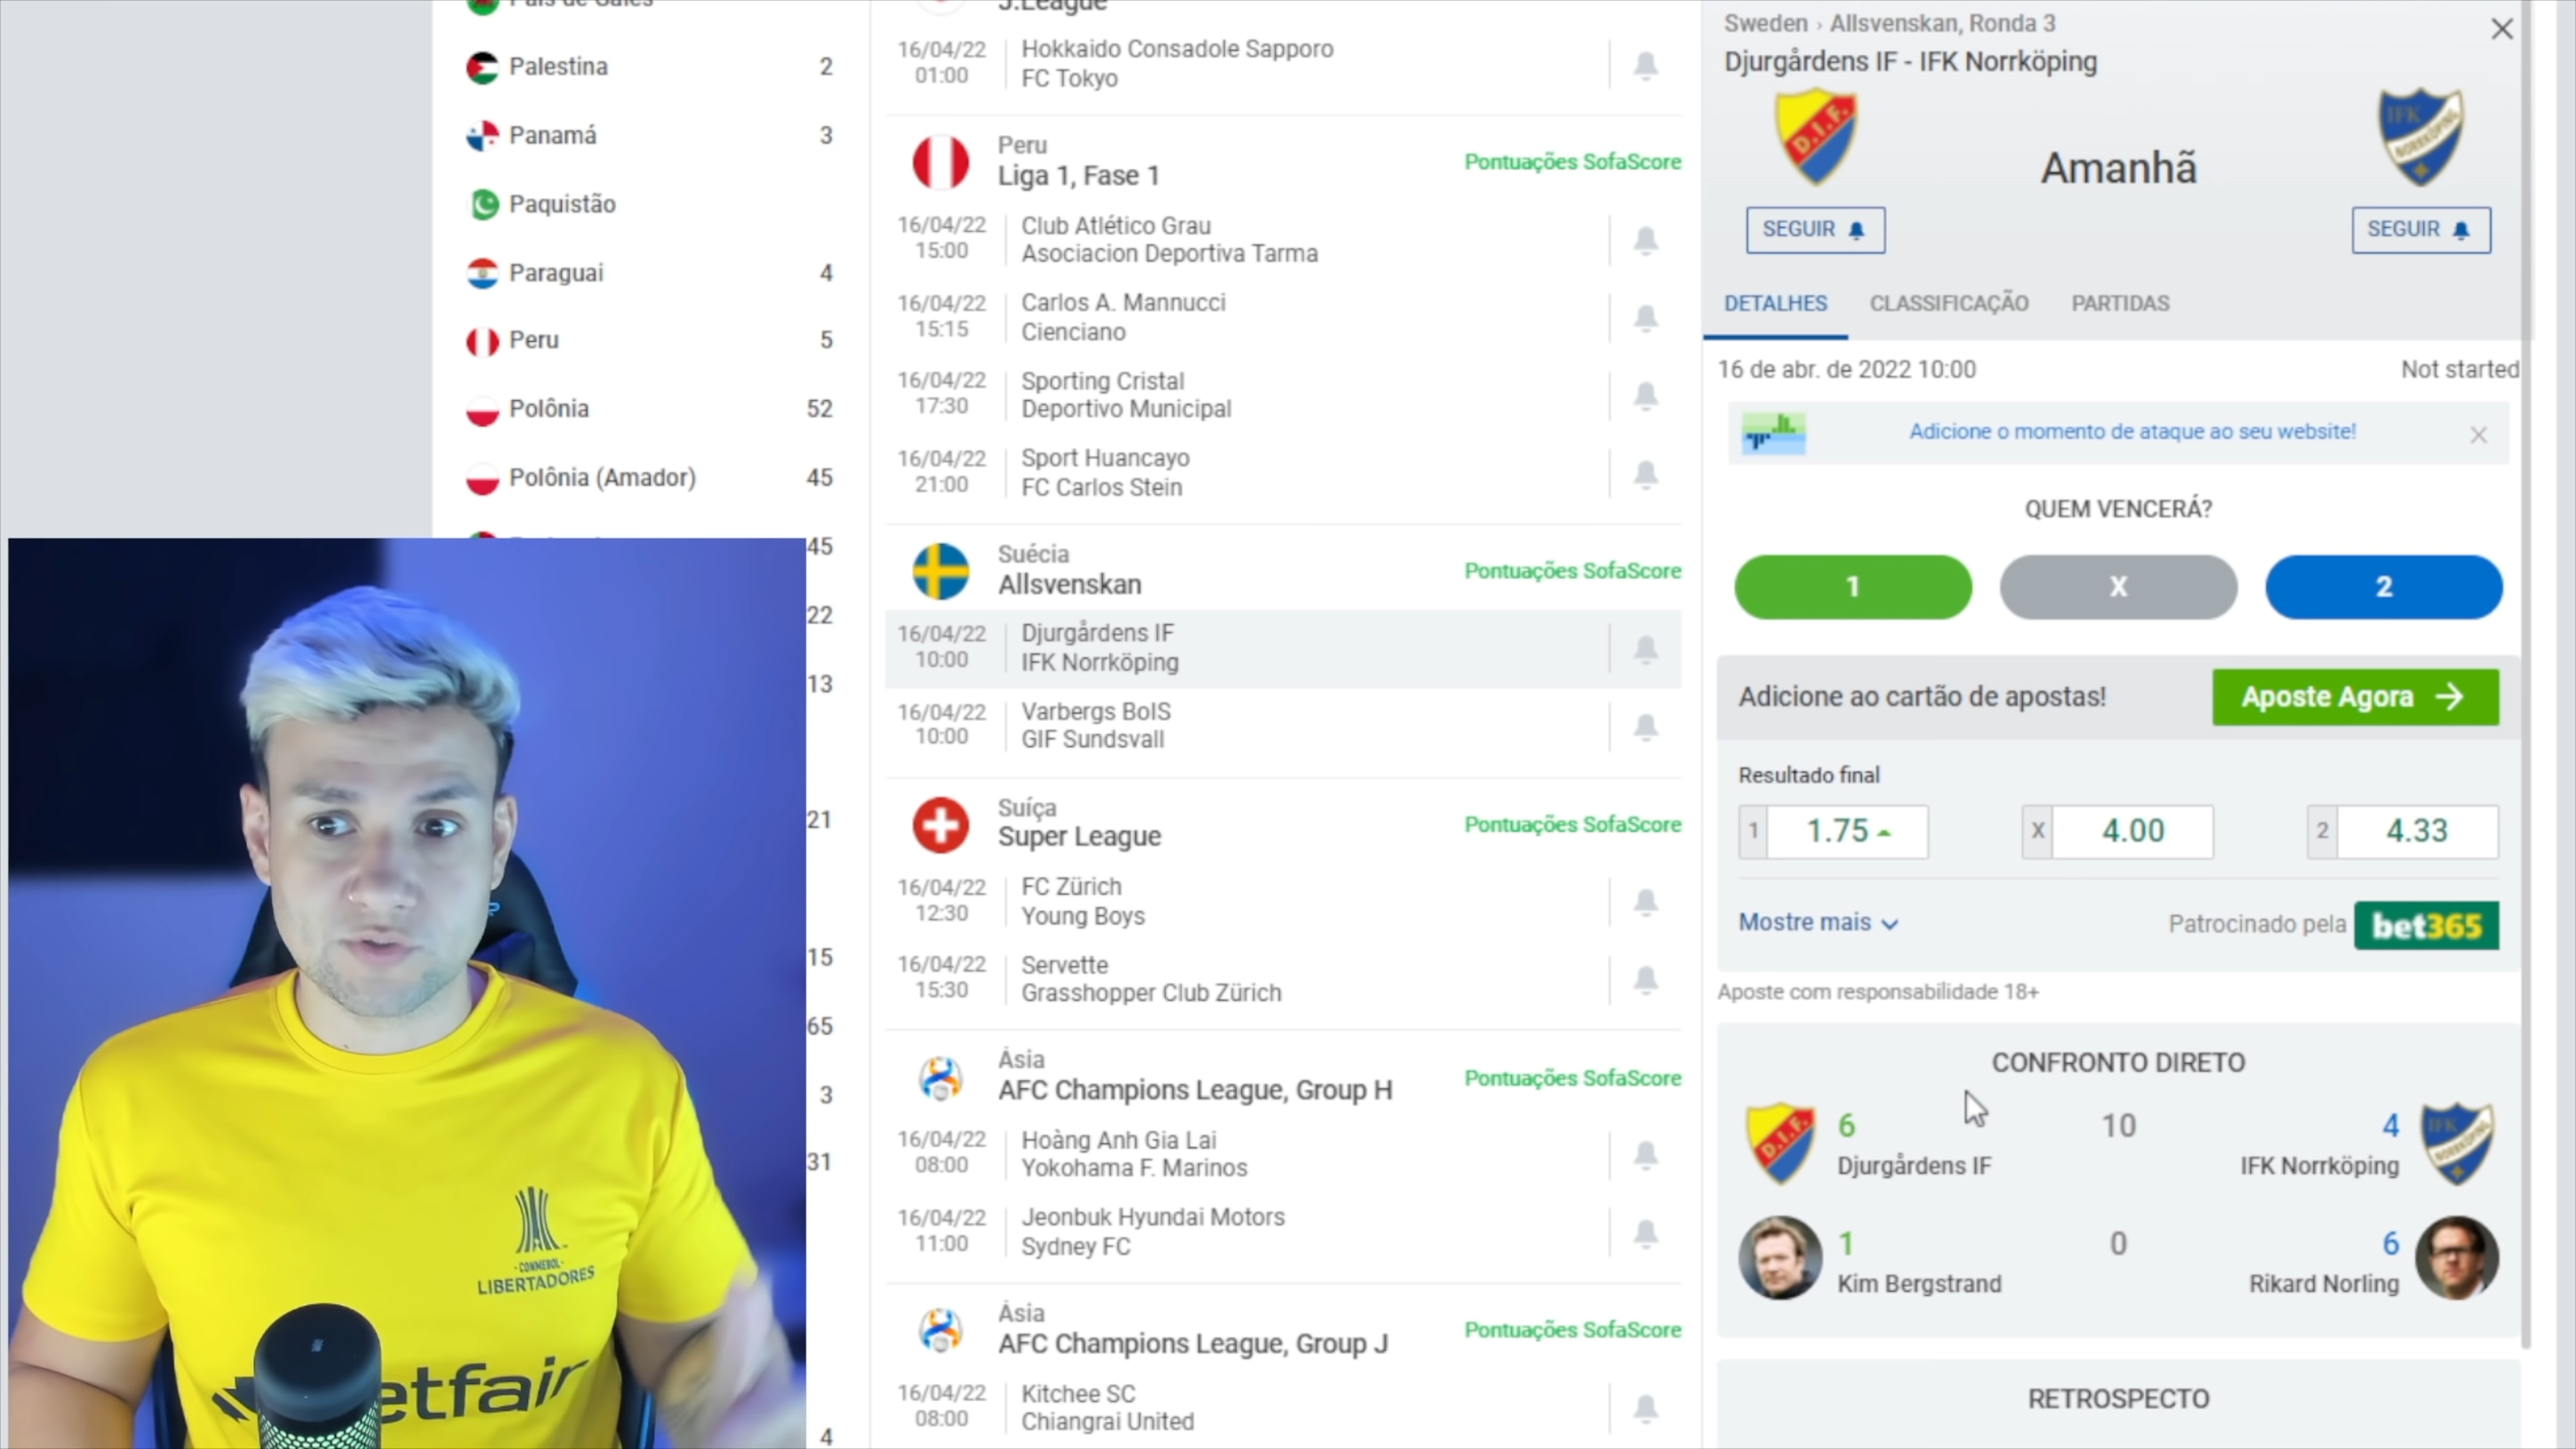 Palestina 2
Panamá 3
Paquistão
Paraguai 4
Peru 5
Polônia 52
Polônia (Amador) 45
45
22
13
21
15
65
3
31
4
CONMEBOL
LIBERTADORES
etfair
J.League
16/04/22 Hokkaido Consadole Sapporo
01:00 FC Tokyo
Peru
Liga 1, Fase 1
Pontuações SofaScore
16/04/22 Club Atlético Grau
15:00 Asociacion Deportiva Tarma
16/04/22 Carlos A. Mannucci
15:15 Cienciano
16/04/22 Sporting Cristal
17:30 Deportivo Municipal
16/04/22 Sport Huancayo
21:00 FC Carlos Stein
Suécia
Allsvenskan
Pontuações SofaScore
16/04/22 Djurgårdens IF
10:00 IFK Norrköping
16/04/22 Varbergs BoIS
10:00 GIF Sundsvall
Suíça
Super League
Pontuações SofaScore
16/04/22 FC Zürich
12:30 Young Boys
16/04/22 Servette
15:30 Grasshopper Club Zürich
Ásia
AFC Champions League, Group H
Pontuações SofaScore
16/04/22 Hoàng Anh Gia Lai
08:00 Yokohama F. Marinos
16/04/22 Jeonbuk Hyundai Motors
11:00 Sydney FC
Ásia
AFC Champions League, Group J
Pontuações SofaScore
16/04/22 Kitchee SC
08:00 Chiangrai United
Sweden › Allsvenskan, Ronda 3
Djurgårdens IF - IFK Norrköping
D.I.F.
Amanhã
IFK NORRKÖPING
SEGUIR
SEGUIR
DETALHES CLASSIFICAÇÃO PARTIDAS
16 de abr. de 2022 10:00 Not started
Adicione o momento de ataque ao seu website!
QUEM VENCERÁ?
1 X 2
Adicione ao cartão de apostas! Aposte Agora →
Resultado final
1 1.75 X 4.00 2 4.33
Mostre mais Patrocinado pela bet365
Aposte com responsabilidade 18+
CONFRONTO DIRETO
D.I.F. 6 10 4 IFK NORRKÖPING
Djurgårdens IF IFK Norrköping
1 0 6
Kim Bergstrand Rikard Norling
RETROSPECTO